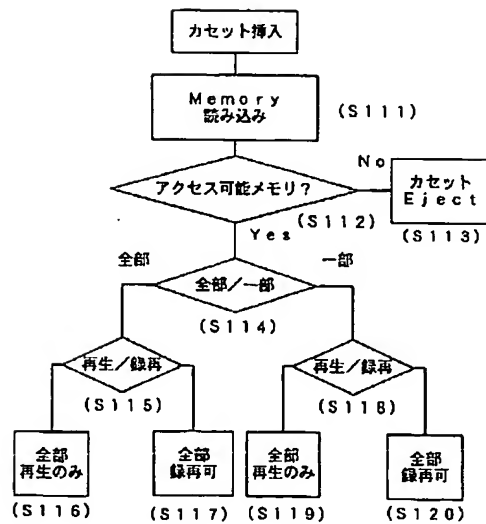 カセット挿入
Memory
読み込み
(S111)
アクセス可能メモリ?
No
カセット
Eject
(S112)
(S113)
Yes
全部
一部
全部/一部
(S114)
再生/録再
再生/録再
(S115)
(S118)
全部
再生のみ
全部
録再可
全部
再生のみ
全部
録再可
(S116)
(S117)
(S119)
(S120)